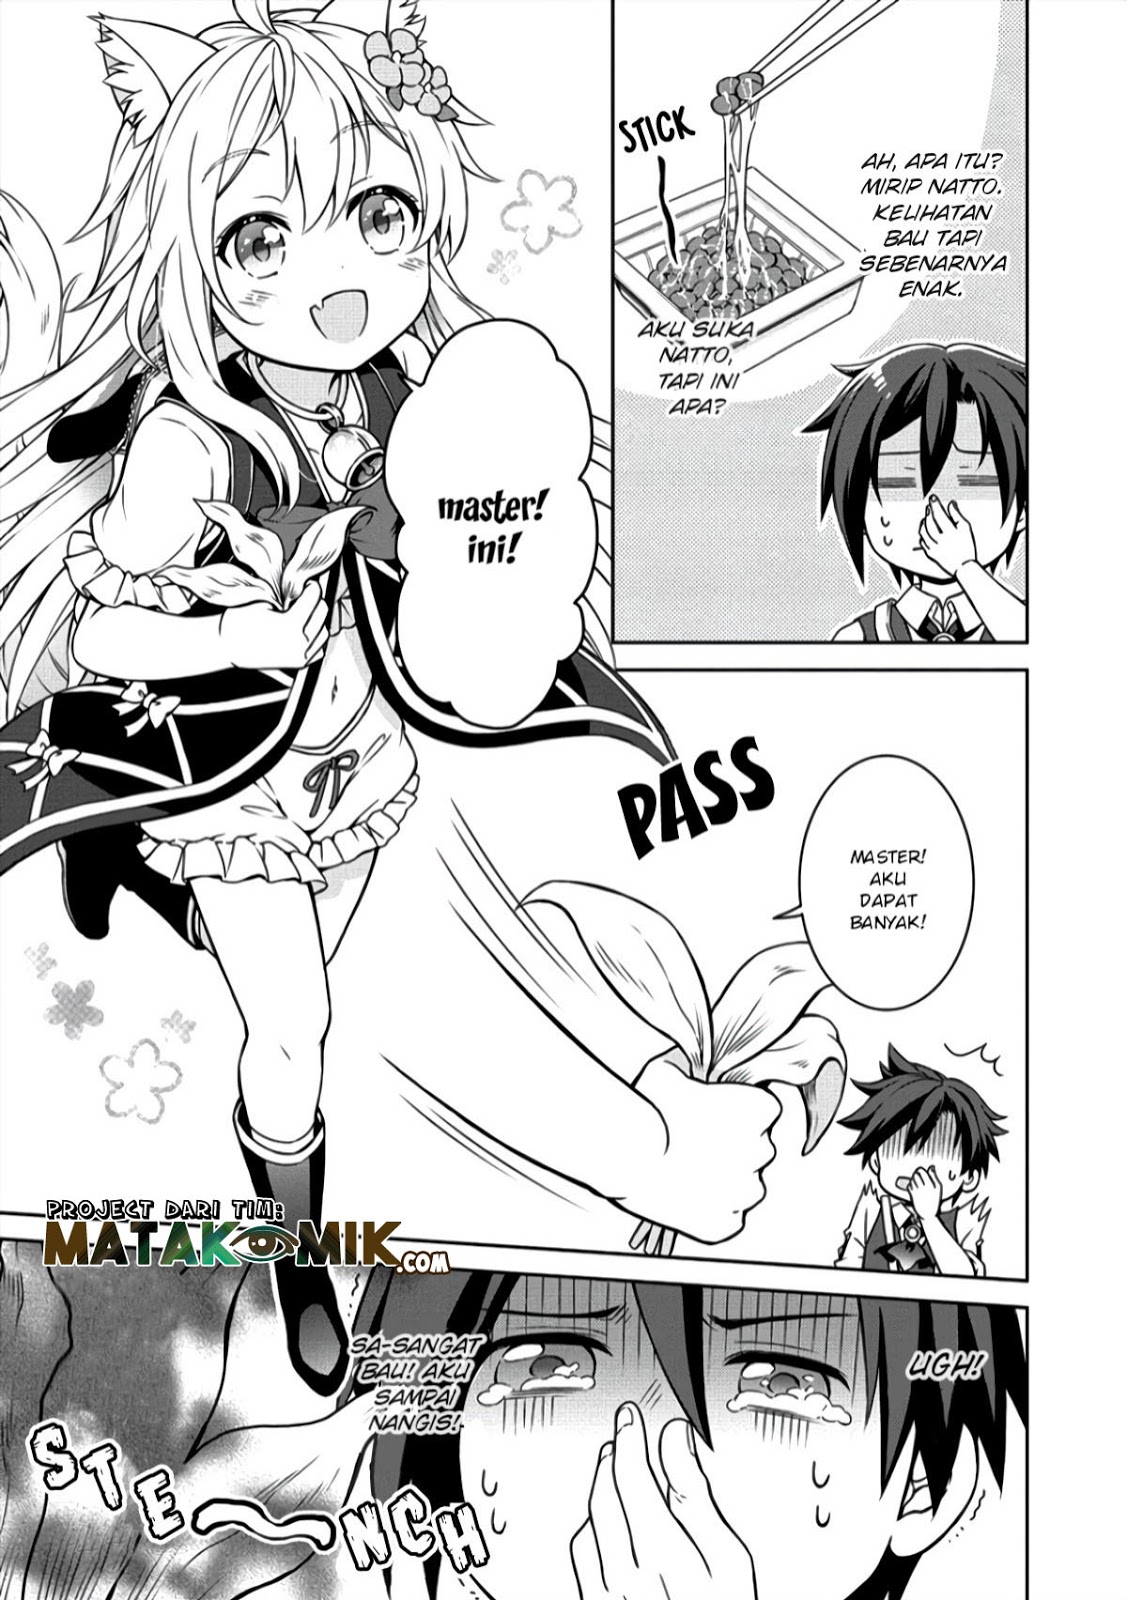 AH, APA ITU?
MIRIP NATTO.
KELIHATAN
BAU TAPI
SEBENARNYA
ENAK.
STICK
AKU SUKA
NATTO,
TAPI INI
APA?
master!
ini!
PASS
MASTER!
AKU
DAPAT
BANYAK!
PROJECT DARI TIM:
MATAKOMIK
.COM
UGH!
SA-SANGAT
BAU! AKU
SAMPAI
NANGIS!
STE~NCH